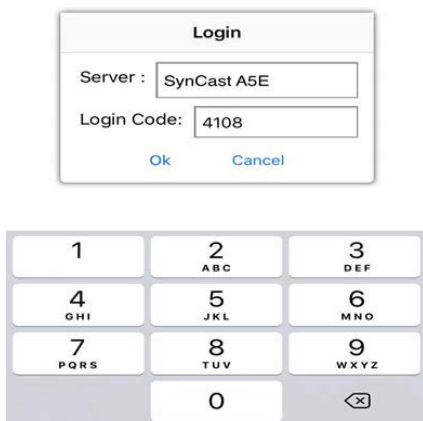 Login
Server : SynCast A5E
Login Code: 4108
Ok Cancel
1 2 3
ABC DEF
4 5 6
GHI JKL MNO
7 8 9
PQRS TUV WXYZ
0